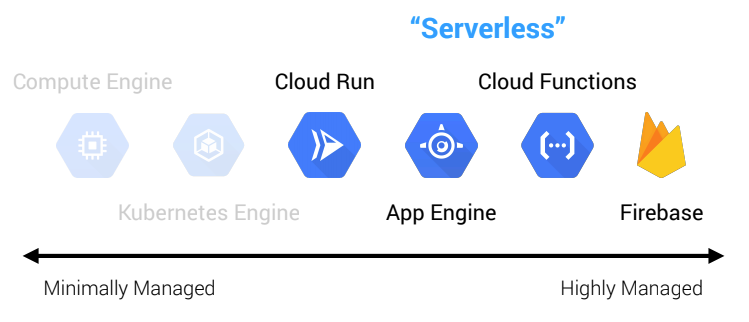 “Serverless”
Compute Engine
Cloud Run
Cloud Functions
Kubernetes Engine
App Engine
Firebase
Minimally Managed
Highly Managed